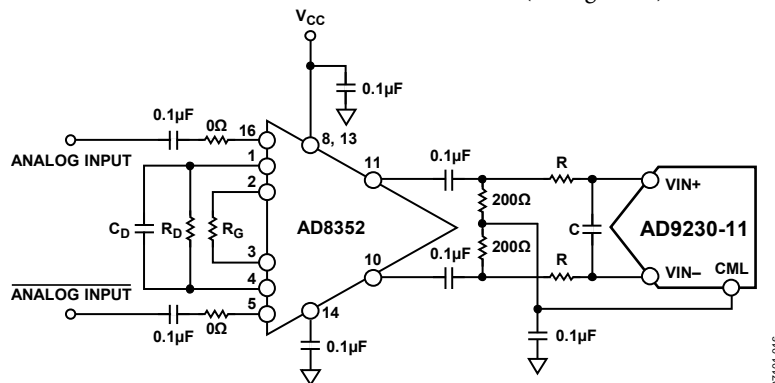 VCC
0.1µF
0.1µF
0Ω
16
8, 13
ANALOG INPUT
1
11
0.1µF
R
VIN+
2
200Ω
CD
RD
RG
AD8352
C
AD9230-11
3
200Ω
4
10
R
VIN–
CML
ANALOG INPUT
5
14
0.1µF
0.1µF
0Ω
0.1µF
0.1µF